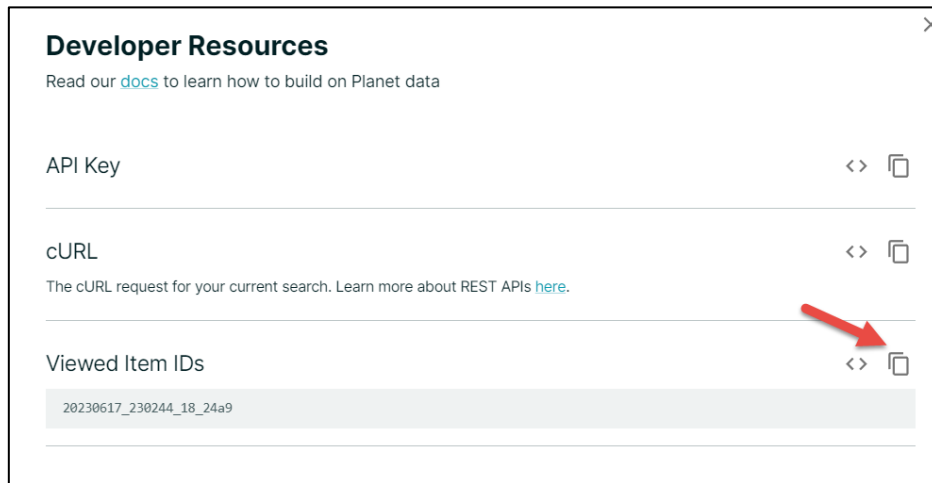 Developer Resources
Read our docs to learn how to build on Planet data
API Key
cURL
The cURL request for your current search. Learn more about REST APIs here.
Viewed Item IDs
20230617_230244_18_24a9